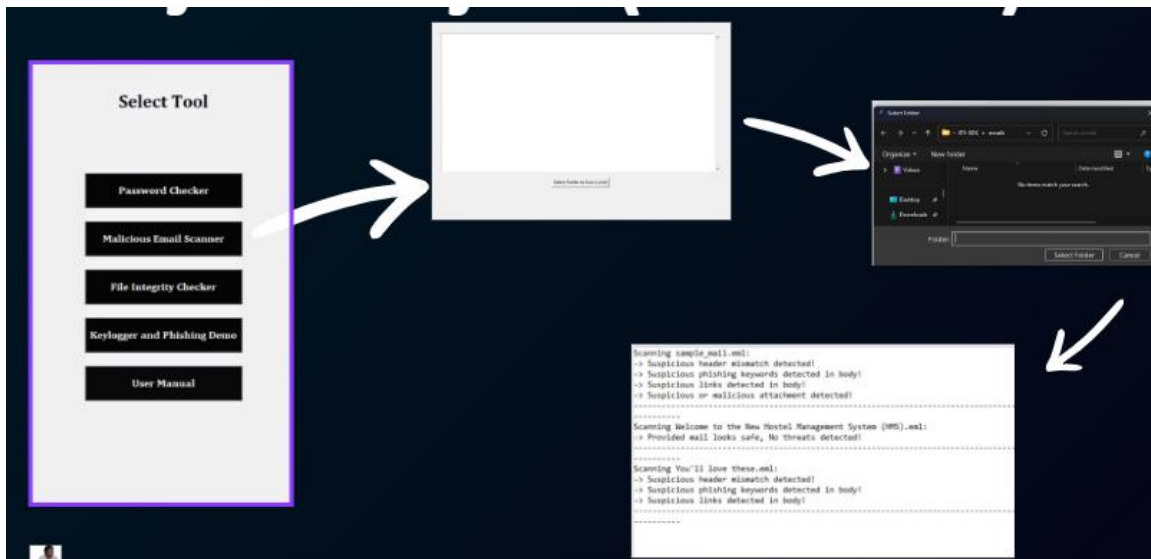 Select Tool
Password Checker
Malicious Email Scanner
File Integrity Checker
Keylogger and Phishing Demo
User Manual
Select Folder
emails
Organize
New folder
Videos
Name
Date modified
No items match your search.
Desktop
Downloads
Folder:
Select Folder
Cancel
Scanning sample_mail.eml:
-> Suspicious header mismatch detected!
-> Suspicious phishing keywords detected in body!
-> Suspicious links detected in body!
-> Suspicious or malicious attachment detected!
Scanning Welcome to the New Hostel Management System (HMS).eml:
-> Provided mail looks safe, No threats detected!
Scanning You'll love these.eml:
-> Suspicious header mismatch detected!
-> Suspicious phishing keywords detected in body!
-> Suspicious links detected in body!